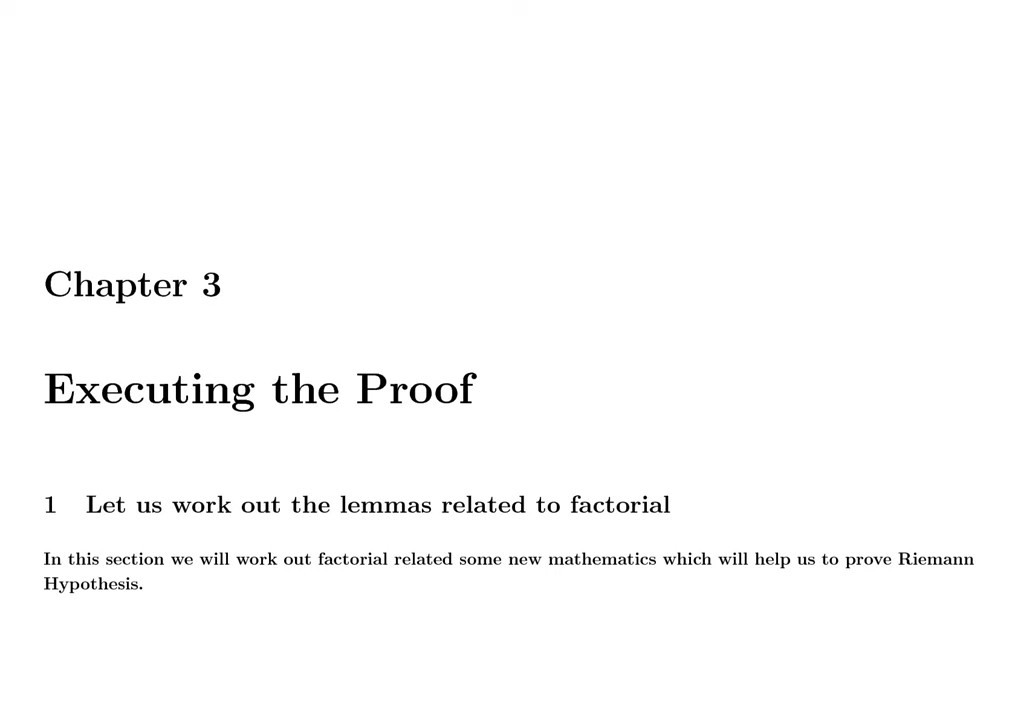 Chapter 3
Executing the Proof
1 Let us work out the lemmas related to factorial
In this section we will work out factorial related some new mathematics which will help us to prove Riemann
Hypothesis.